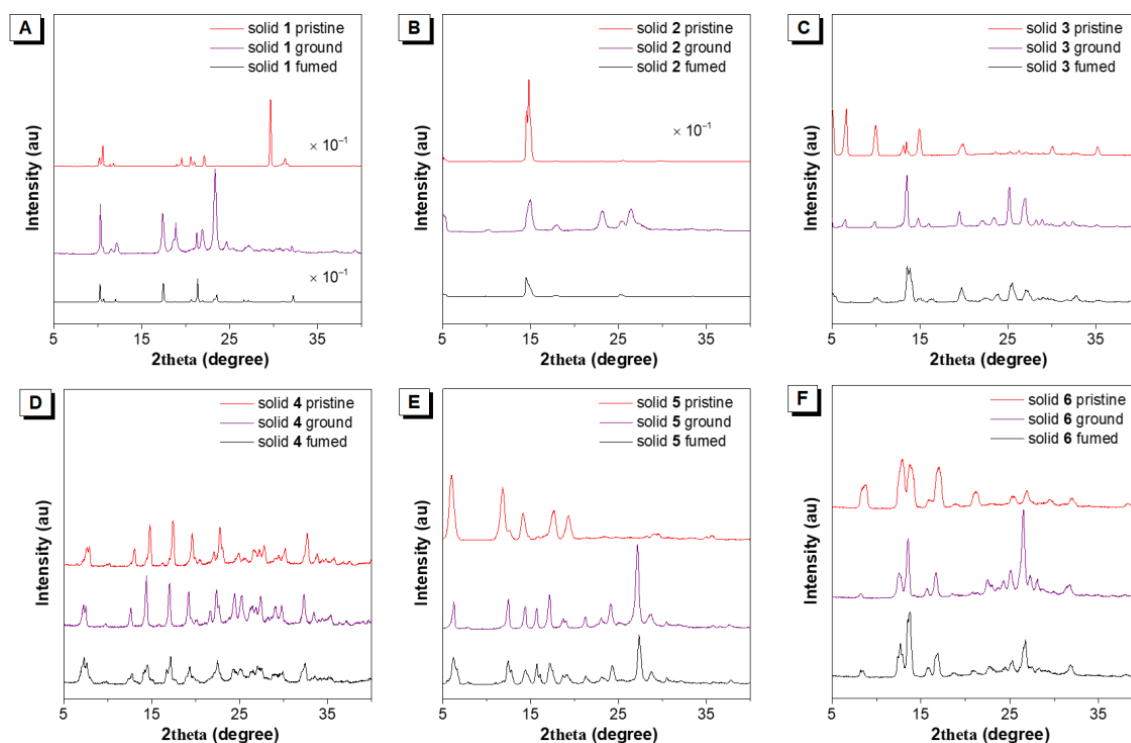 A
solid 1 pristine
solid 1 ground
solid 1 fumed
× 10⁻¹
× 10⁻¹
Intensity (au)
5 15 25 35
2theta (degree)
B
solid 2 pristine
solid 2 ground
solid 2 fumed
× 10⁻¹
Intensity (au)
5 15 25 35
2theta (degree)
C
solid 3 pristine
solid 3 ground
solid 3 fumed
Intensity (au)
5 15 25 35
2theta (degree)
D
solid 4 pristine
solid 4 ground
solid 4 fumed
Intensity (au)
5 15 25 35
2theta (degree)
E
solid 5 pristine
solid 5 ground
solid 5 fumed
Intensity (au)
5 15 25 35
2theta (degree)
F
solid 6 pristine
solid 6 ground
solid 6 fumed
Intensity (au)
5 15 25 35
2theta (degree)